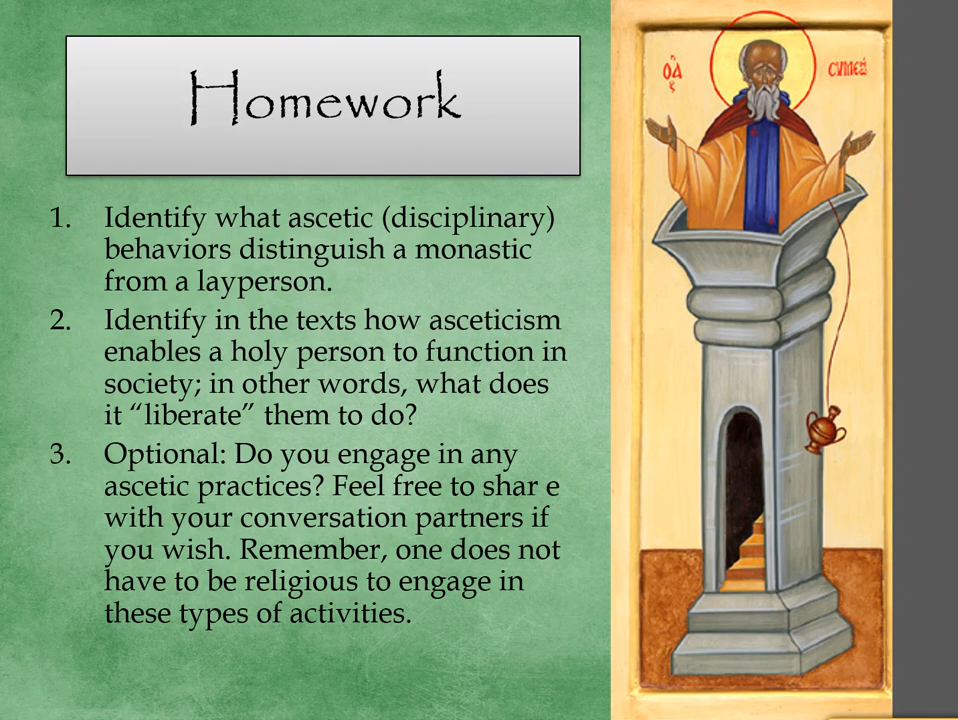 Homework
1. Identify what ascetic (disciplinary)
behaviors distinguish a monastic
from a layperson.
2. Identify in the texts how asceticism
enables a holy person to function in
society; in other words, what does
it “liberate” them to do?
3. Optional: Do you engage in any
ascetic practices? Feel free to shar e
with your conversation partners if
you wish. Remember, one does not
have to be religious to engage in
these types of activities.